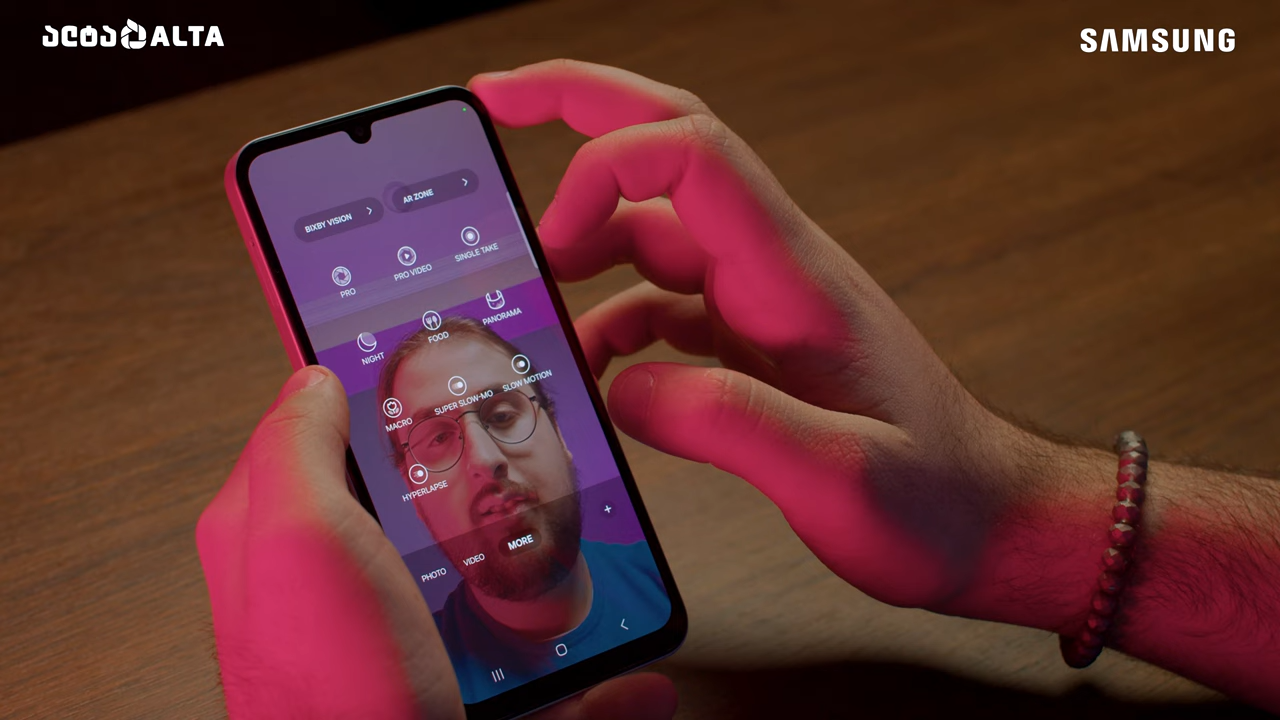 ალტა ALTA
SAMSUNG
BIXBY VISION
AR ZONE
PRO
PRO VIDEO
SINGLE TAKE
NIGHT
FOOD
PANORAMA
MACRO
SUPER SLOW-MO
SLOW MOTION
HYPERLAPSE
PHOTO
VIDEO
MORE